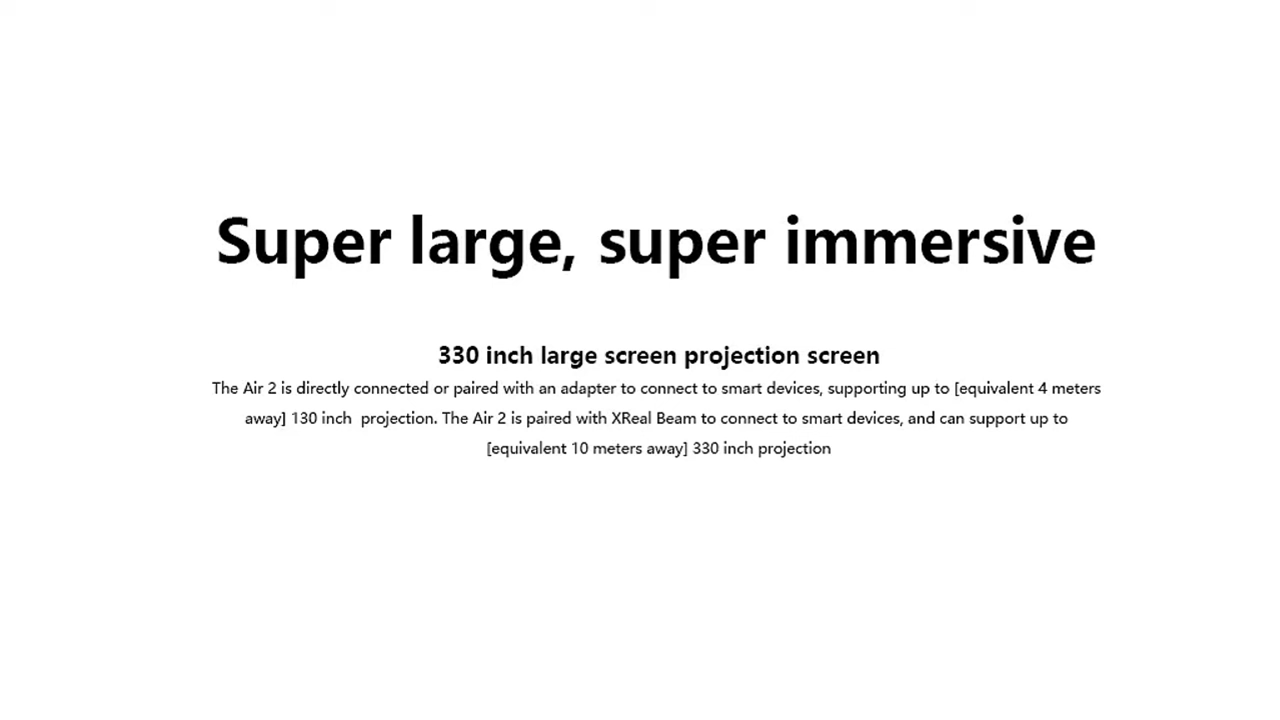 Super large, super immersive
330 inch large screen projection screen
The Air 2 is directly connected or paired with an adapter to connect to smart devices, supporting up to [equivalent 4 meters
away] 130 inch  projection. The Air 2 is paired with XReal Beam to connect to smart devices, and can support up to
[equivalent 10 meters away] 330 inch projection